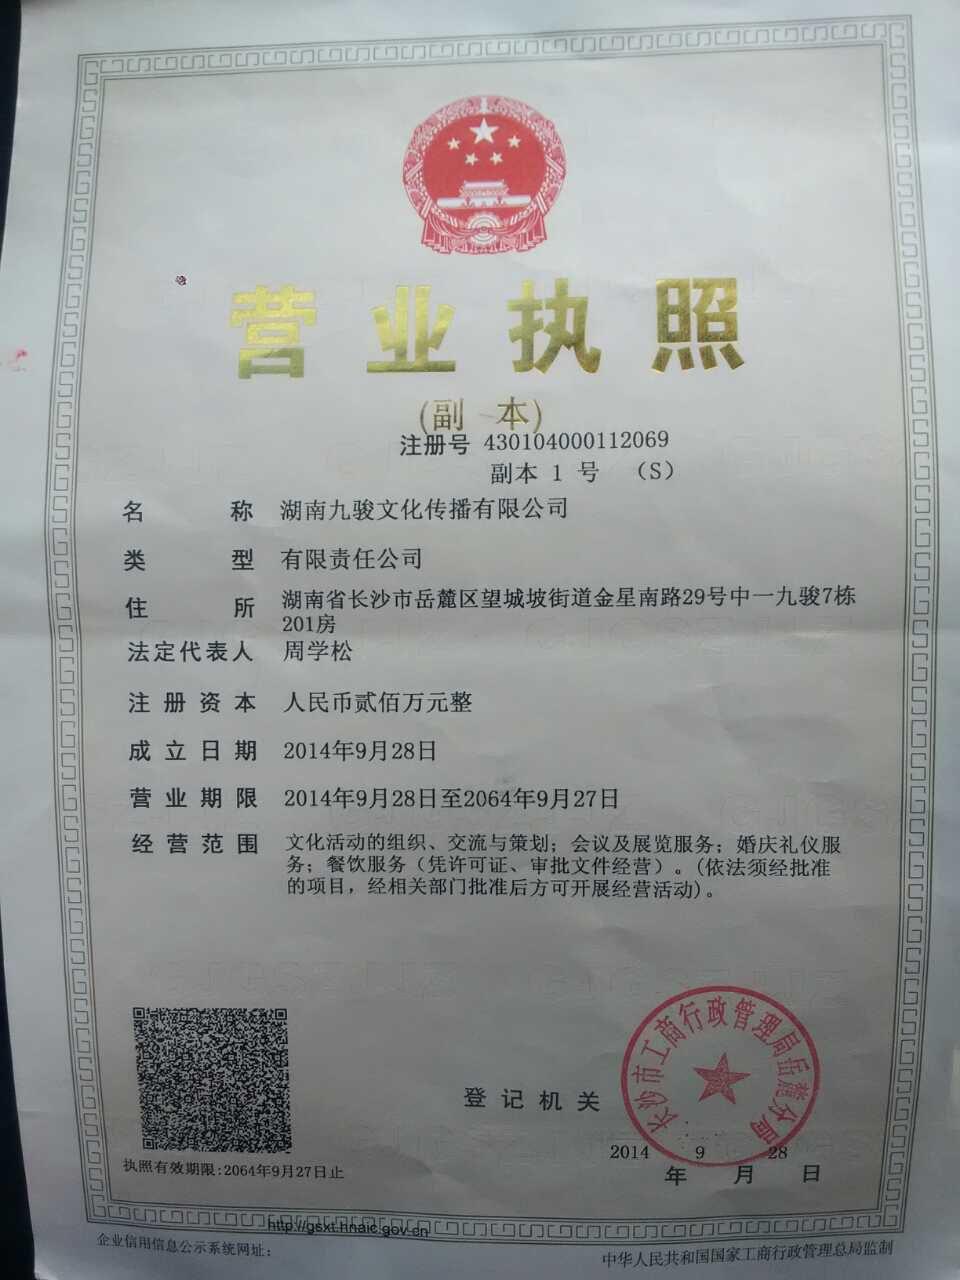 营业执照
(副 本)
注册号 430104000112069
副本 1 号 （S）
名 称 湖南九骏文化传播有限公司
类 型 有限责任公司
住 所 湖南省长沙市岳麓区望城坡街道金星南路29号中一九骏7栋
201房
法定代表人 周学松
注册资本 人民币贰佰万元整
成立日期 2014年9月28日
营业期限 2014年9月28日至2064年9月27日
经营范围 文化活动的组织、交流与策划；会议及展览服务；婚庆礼仪服
务；餐饮服务（凭许可证、审批文件经营）。(依法须经批准
的项目，经相关部门批准后方可开展经营活动)。
长沙市工商行政管理局岳麓分局
登记机关
2014 9 28
年 月 日
执照有效期限:2064年9月27日止
http://gsxt.hnaic.gov.cn
企业信用信息公示系统网址：
中华人民共和国国家工商行政管理总局监制